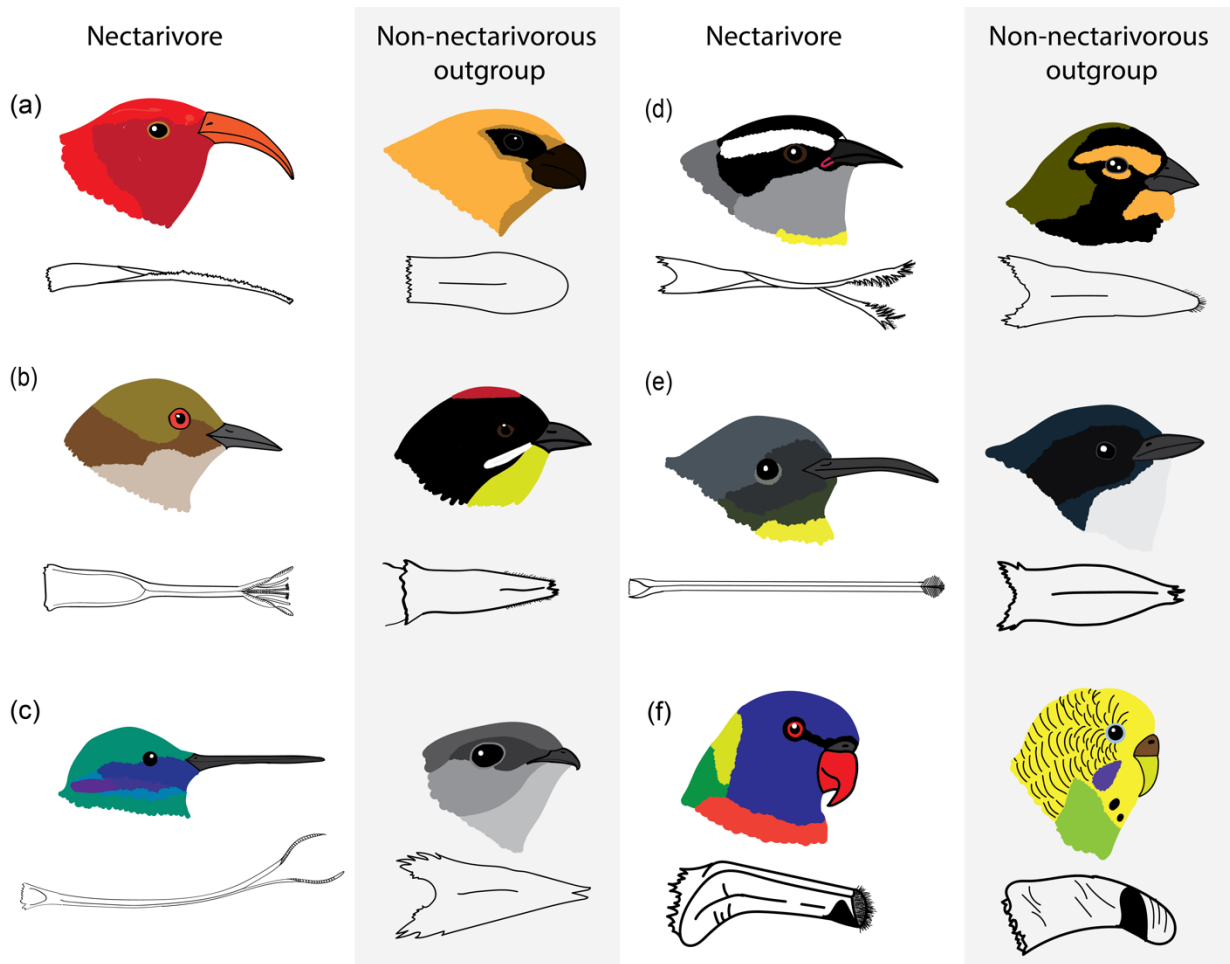 Nectarivore
Non-nectarivorous
outgroup
Nectarivore
Non-nectarivorous
outgroup
(a)
(d)
(b)
(e)
(c)
(f)